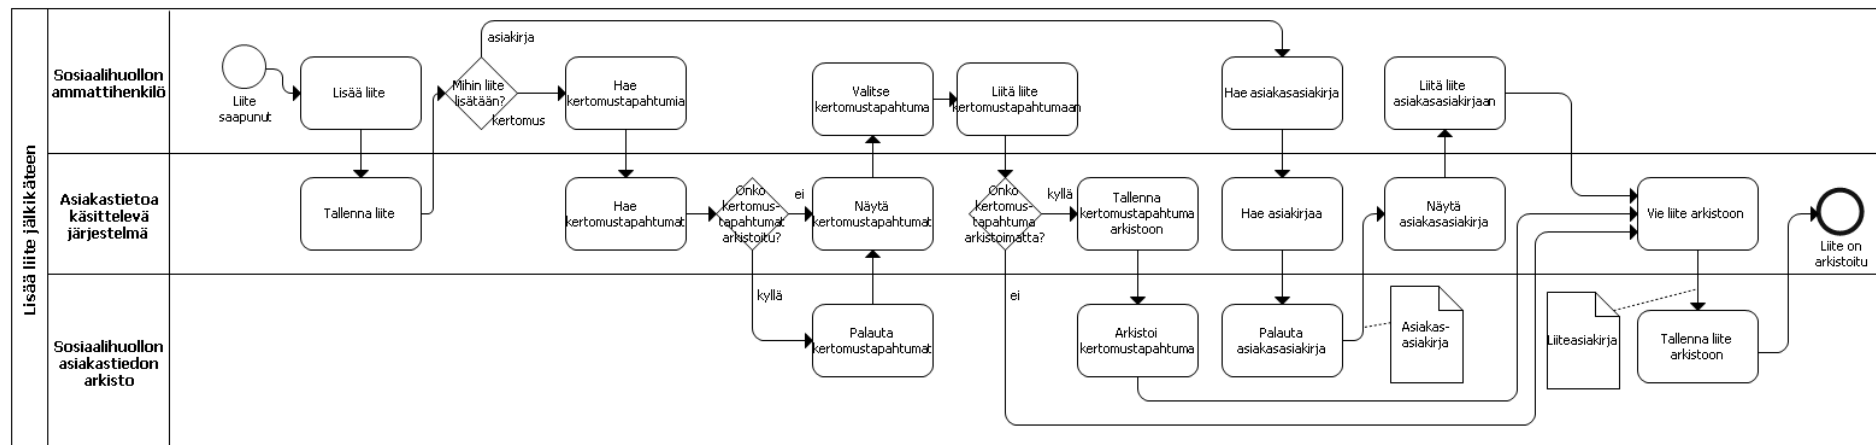 Lisää liite jälkikäteen
Sosiaalihuollon
ammattihenkilö
Liite
saapunut
Lisää liite
Mihin liite
lisätään?
asiakirja
kertomus
Hae
kertomustapahtumia
Valitse
kertomustapahtuma
Liitä liite
kertomustapahtumaan
Hae asiakasasiakirja
Liitä liite
asiakasasiakirjaan
Asiakastietoa
käsittelevä
järjestelmä
Tallenna liite
Hae
kertomustapahtumat
Onko
kertomus-
tapahtumat
arkistoitu?
ei
kyllä
Näytä
kertomustapahtumat
Onko
kertomus-
tapahtuma
arkistoimatta?
kyllä
ei
Tallenna
kertomustapahtuma
arkistoon
Hae asiakirjaa
Näytä
asiakasasiakirja
Vie liite arkistoon
Liite on
arkistoitu
Sosiaalihuollon
asiakastiedon
arkisto
Palauta
kertomustapahtumat
Arkistoi
kertomustapahtuma
Palauta
asiakasasiakirja
Asiakas-
asiakirja
Liiteasiakirja
Tallenna liite
arkistoon